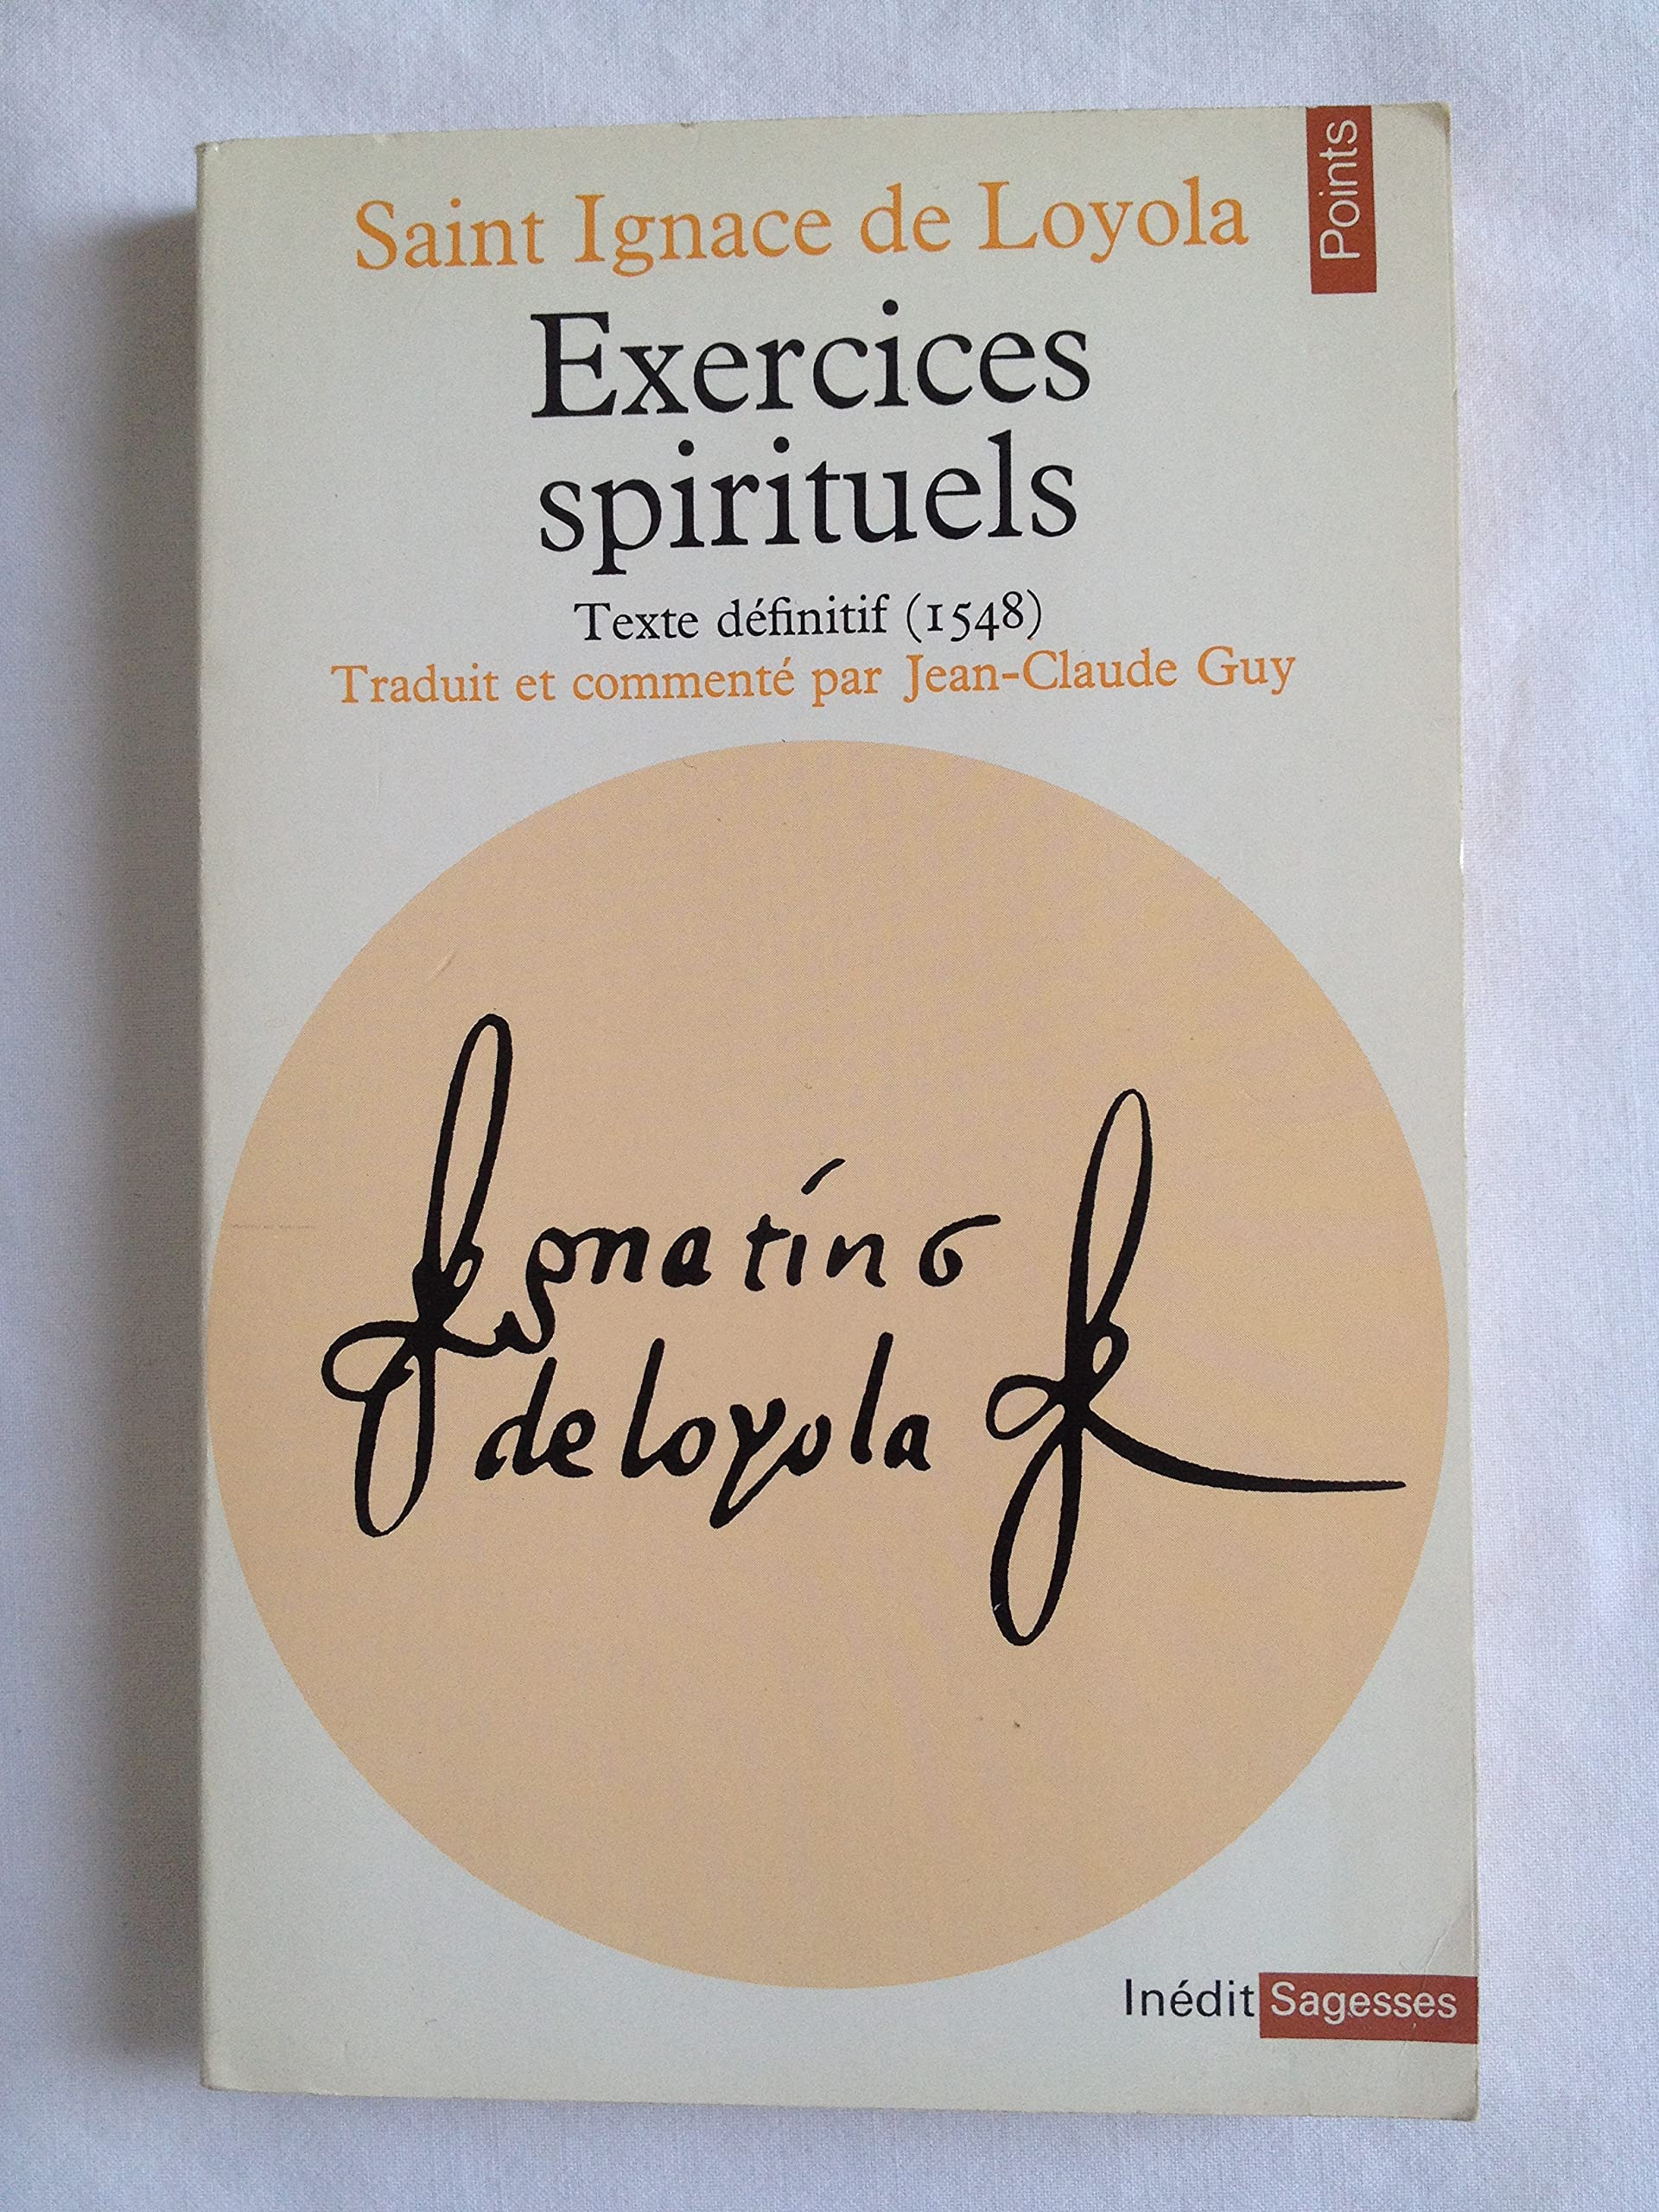 Points
Saint Ignace de Loyola
Exercices
spirituels
Texte définitif (1548)
Traduit et commenté par Jean-Claude Guy
Ignatino
de loyola
Inédit Sagesses